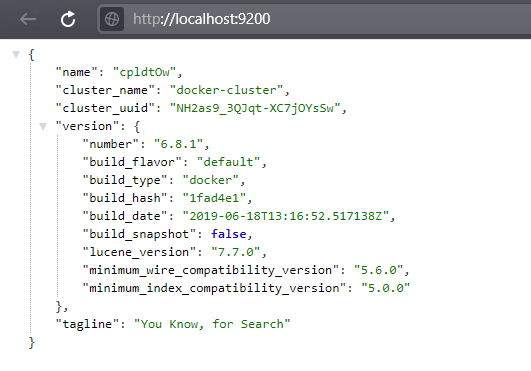 http://localhost:9200
{
"name": "cpldtOw",
"cluster_name": "docker-cluster",
"cluster_uuid": "NH2as9_3QJqt-XC7jOYsSw",
"version": {
"number": "6.8.1",
"build_flavor": "default",
"build_type": "docker",
"build_hash": "1fad4e1",
"build_date": "2019-06-18T13:16:52.517138Z",
"build_snapshot": false,
"lucene_version": "7.7.0",
"minimum_wire_compatibility_version": "5.6.0",
"minimum_index_compatibility_version": "5.0.0"
},
"tagline": "You Know, for Search"
}